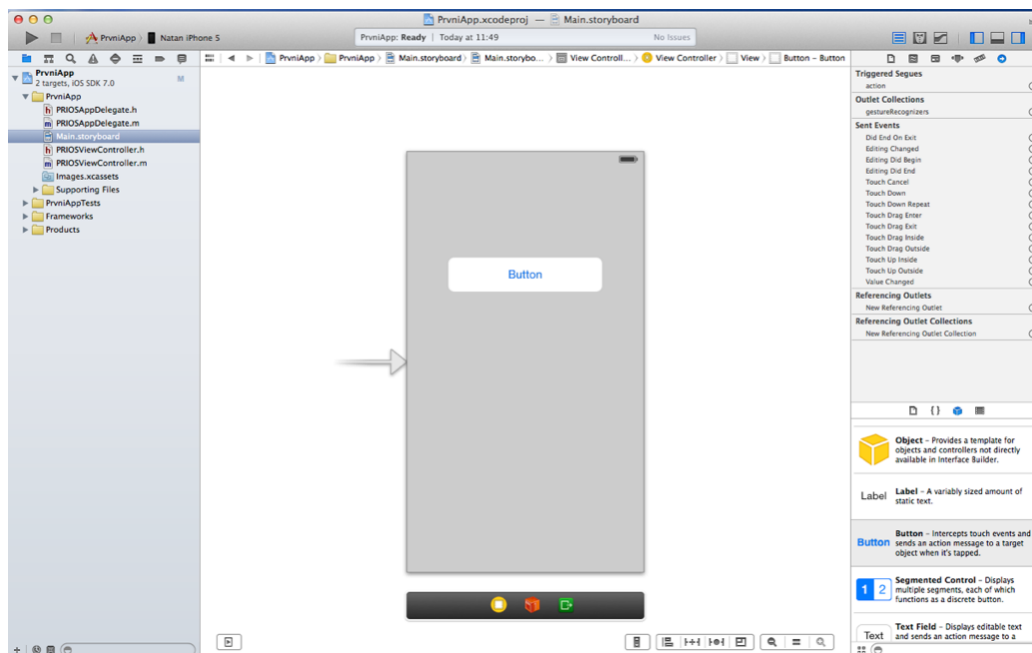 PrvniApp.xcodeproj — Main.storyboard
PrvniApp Natan iPhone 5
PrvniApp: Ready | Today at 11:49 No Issues
PrvniApp PrvniApp Main.storyboard Main.storybo... View Controll... View Controller View Button – Button
PrvniApp
2 targets, iOS SDK 7.0
M
PrvniApp
PRIOSAppDelegate.h
PRIOSAppDelegate.m
Main.storyboard
PRIOSViewController.h
PRIOSViewController.m
Images.xcassets
Supporting Files
PrvniAppTests
Frameworks
Products
Button
Triggered Segues
action
Outlet Collections
gestureRecognizers
Sent Events
Did End On Exit
Editing Changed
Editing Did Begin
Editing Did End
Touch Cancel
Touch Down
Touch Down Repeat
Touch Drag Enter
Touch Drag Exit
Touch Drag Inside
Touch Drag Outside
Touch Up Inside
Touch Up Outside
Value Changed
Referencing Outlets
New Referencing Outlet
Referencing Outlet Collections
New Referencing Outlet Collection
Object – Provides a template for
objects and controllers not directly
available in Interface Builder.
Label
Label – A variably sized amount of
static text.
Button
Button – Intercepts touch events and
sends an action message to a target
object when it's tapped.
1 2
Segmented Control – Displays
multiple segments, each of which
functions as a discrete button.
Text
Text Field – Displays editable text
and sends an action message to a